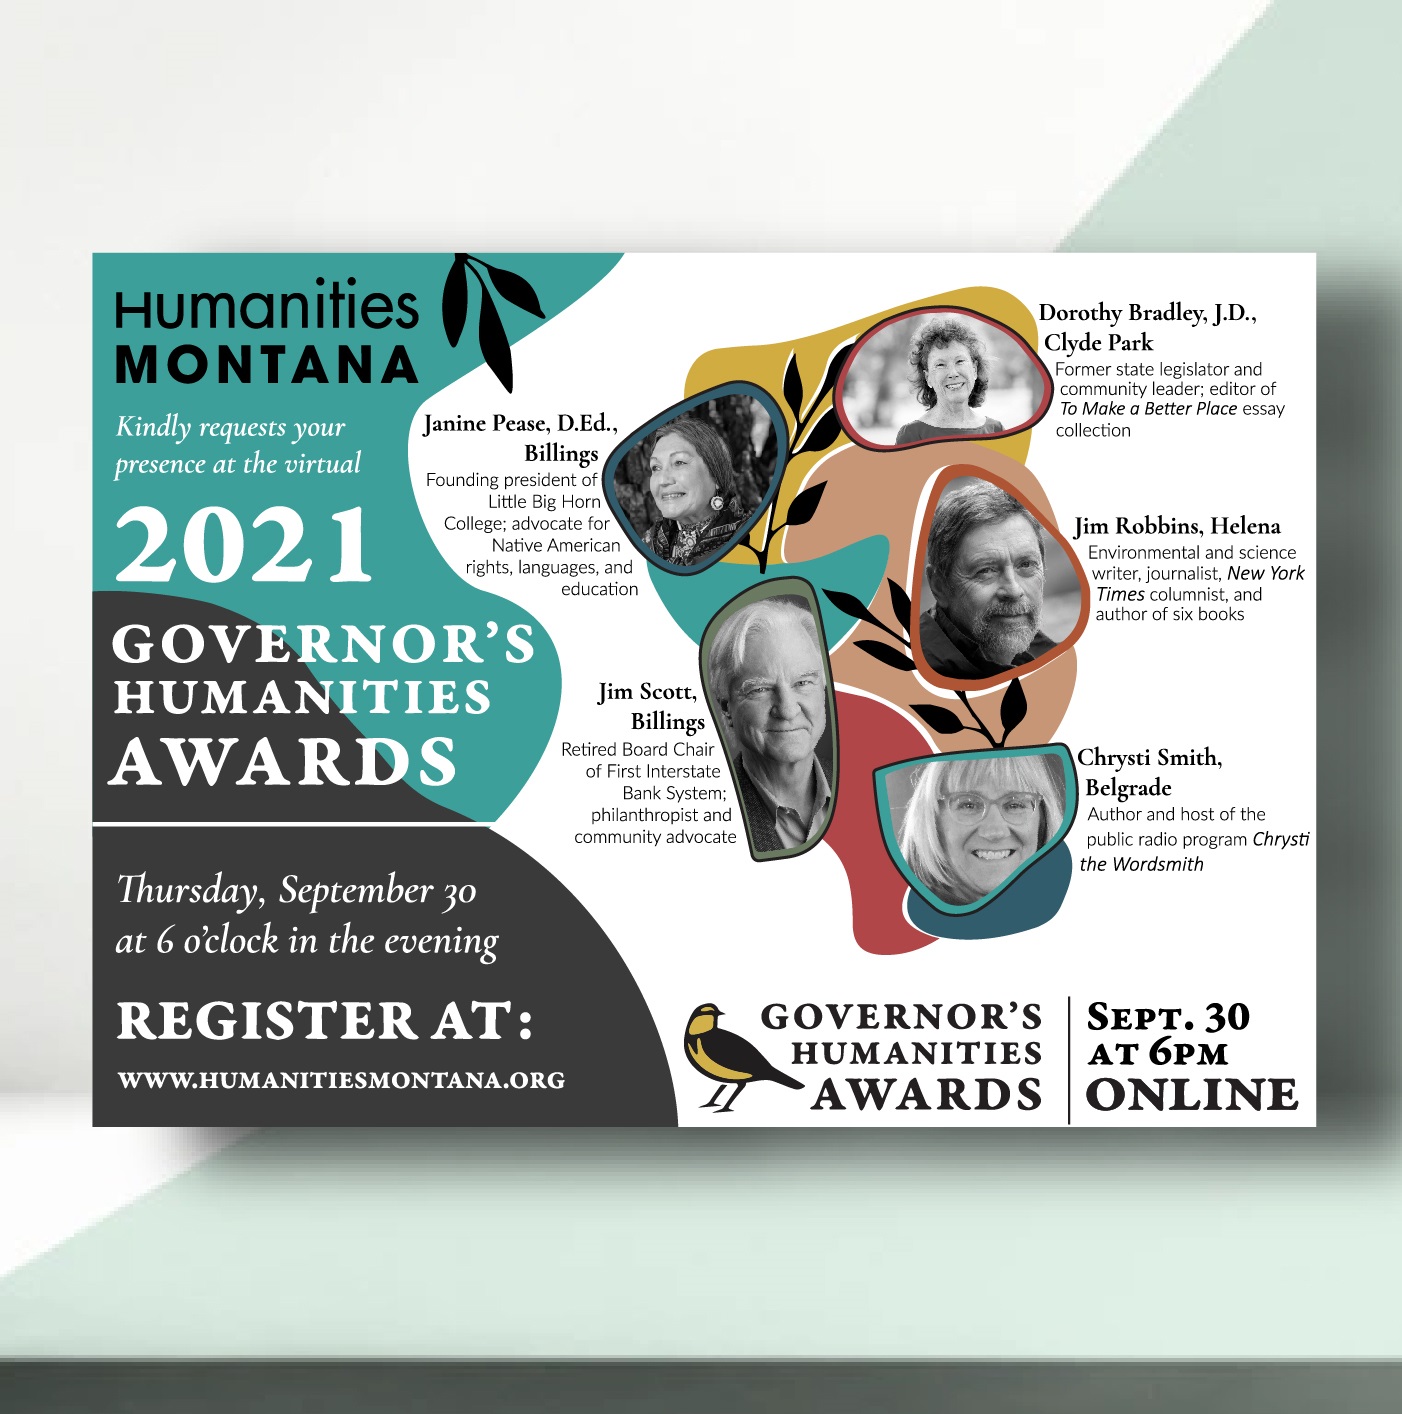 Humanities
MONTANA
Kindly requests your
presence at the virtual
2021
GOVERNOR’S
HUMANITIES
AWARDS
Thursday, September 30
at 6 o’clock in the evening
REGISTER AT:
WWW.HUMANITIESMONTANA.ORG
Janine Pease, D.Ed.,
Billings
Founding president of
Little Big Horn
College; advocate for
Native American
rights, languages, and
education
Dorothy Bradley, J.D.,
Clyde Park
Former state legislator and
community leader; editor of
To Make a Better Place essay
collection
Jim Robbins, Helena
Environmental and science
writer, journalist, New York
Times columnist, and
author of six books
Jim Scott,
Billings
Retired Board Chair
of First Interstate
Bank System;
philanthropist and
community advocate
Chrysti Smith,
Belgrade
Author and host of the
public radio program Chrysti
the Wordsmith
GOVERNOR’S
HUMANITIES
AWARDS
SEPT. 30
AT 6PM
ONLINE